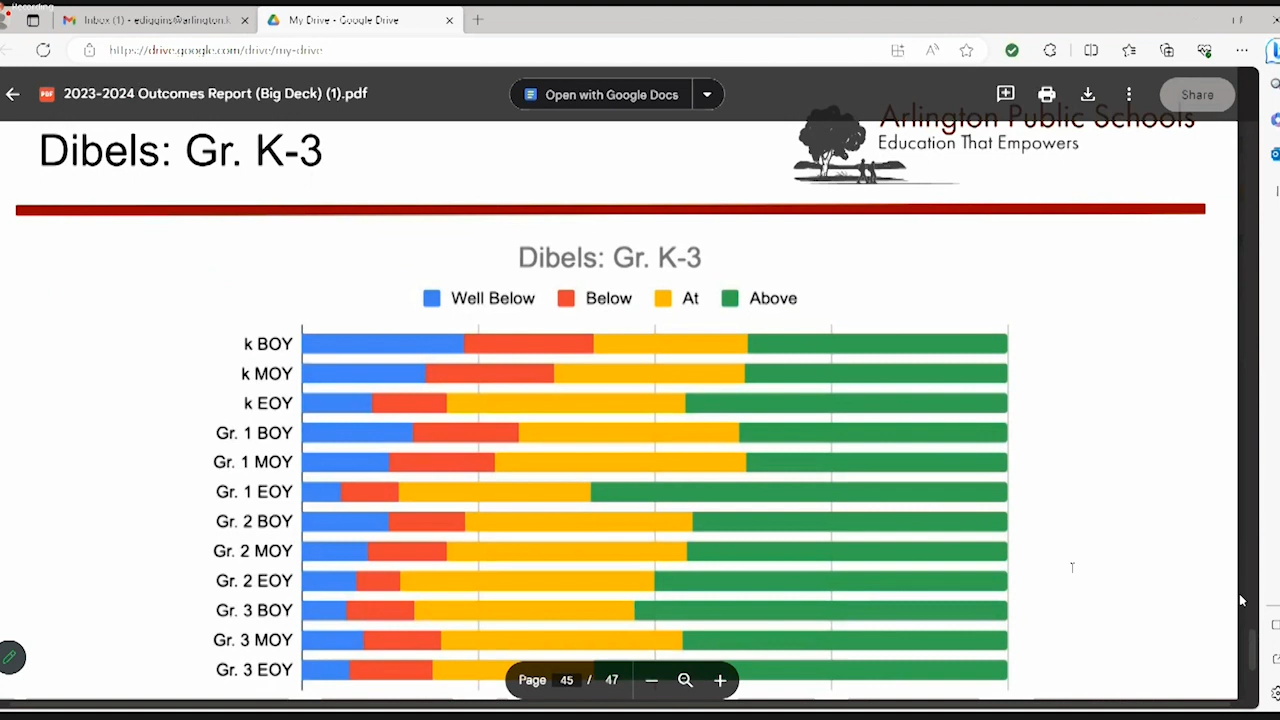 Recording
Inbox (1) - ediggins@arlington.k
My Drive - Google Drive
https://drive.google.com/drive/my-drive
2023-2024 Outcomes Report (Big Deck) (1).pdf
Open with Google Docs
Share
Arlington Public Schools
Education That Empowers
Dibels: Gr. K-3
Dibels: Gr. K-3
Well Below
Below
At
Above
k BOY
k MOY
k EOY
Gr. 1 BOY
Gr. 1 MOY
Gr. 1 EOY
Gr. 2 BOY
Gr. 2 MOY
Gr. 2 EOY
Gr. 3 BOY
Gr. 3 MOY
Gr. 3 EOY
Page 45 / 47